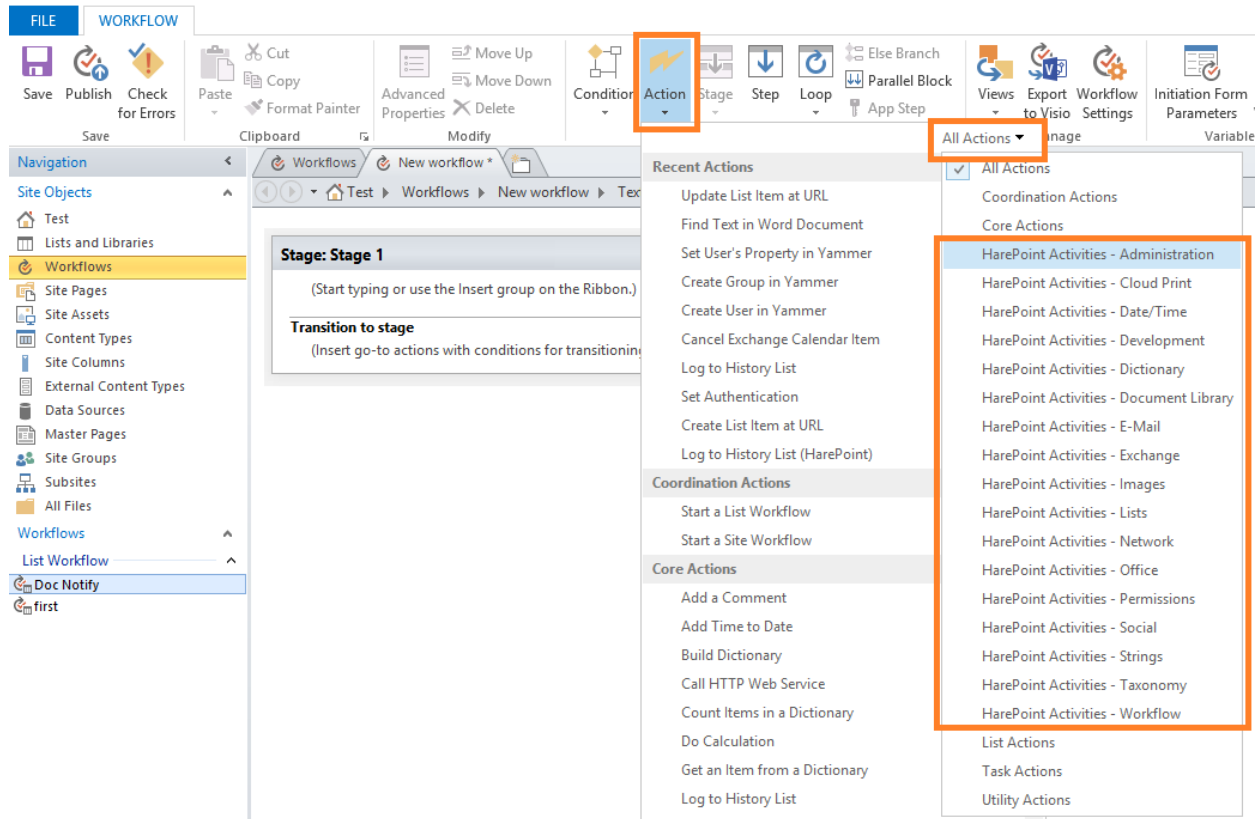 FILE
WORKFLOW
Save
Publish
Check
for Errors
Save
Paste
Cut
Copy
Format Painter
Clipboard
Advanced
Properties
Move Up
Move Down
Delete
Modify
Condition
Action
Stage
Step
Loop
Else Branch
Parallel Block
App Step
Views
Export
to Visio
Workflow
Settings
nage
Initiation Form
Parameters
Variable
Navigation
Site Objects
Test
Lists and Libraries
Workflows
Site Pages
Site Assets
Content Types
Site Columns
External Content Types
Data Sources
Master Pages
Site Groups
Subsites
All Files
Workflows
List Workflow
Doc Notify
first
Workflows
New workflow *
Test
Workflows
New workflow
Tex
Stage: Stage 1
(Start typing or use the Insert group on the Ribbon.)
Transition to stage
(Insert go-to actions with conditions for transitioning
All Actions
Recent Actions
Update List Item at URL
Find Text in Word Document
Set User's Property in Yammer
Create Group in Yammer
Create User in Yammer
Cancel Exchange Calendar Item
Log to History List
Set Authentication
Create List Item at URL
Log to History List (HarePoint)
Coordination Actions
Start a List Workflow
Start a Site Workflow
Core Actions
Add a Comment
Add Time to Date
Build Dictionary
Call HTTP Web Service
Count Items in a Dictionary
Do Calculation
Get an Item from a Dictionary
Log to History List
All Actions
Coordination Actions
Core Actions
HarePoint Activities - Administration
HarePoint Activities - Cloud Print
HarePoint Activities - Date/Time
HarePoint Activities - Development
HarePoint Activities - Dictionary
HarePoint Activities - Document Library
HarePoint Activities - E-Mail
HarePoint Activities - Exchange
HarePoint Activities - Images
HarePoint Activities - Lists
HarePoint Activities - Network
HarePoint Activities - Office
HarePoint Activities - Permissions
HarePoint Activities - Social
HarePoint Activities - Strings
HarePoint Activities - Taxonomy
HarePoint Activities - Workflow
List Actions
Task Actions
Utility Actions